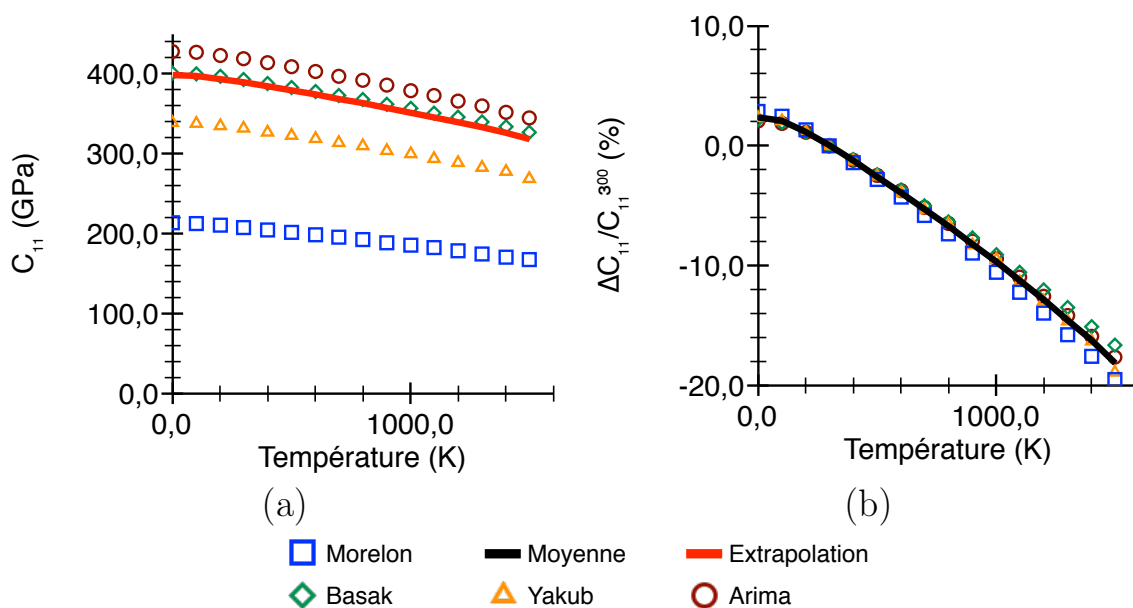 400,0
300,0
200,0
100,0
0,0
C₁₁ (GPa)
0,0
1000,0
Température (K)
(a)
10,0
0,0
-10,0
-20,0
ΔC₁₁/C₁₁³⁰⁰ (%)
0,0
1000,0
Température (K)
(b)
Morelon
Moyenne
Extrapolation
Basak
Yakub
Arima